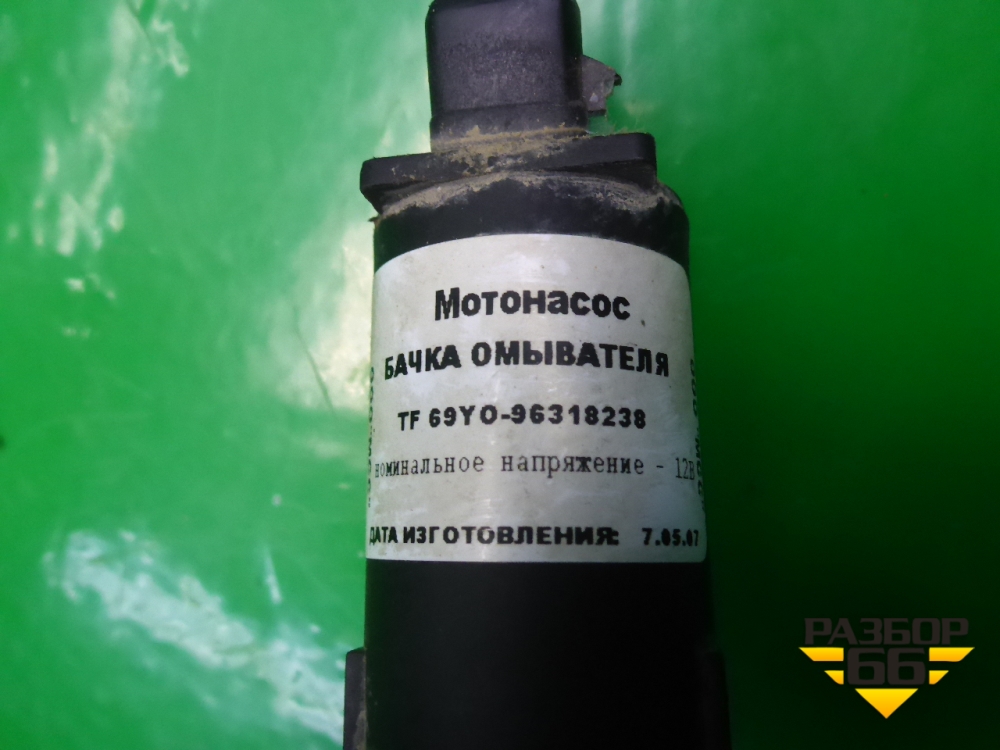 Мотонасос
БАЧКА ОМЫВАТЕЛЯ
TF 69YO-96318238
номинальное напряжение - 12В
ДАТА ИЗГОТОВЛЕНИЯ: 7.05.07
РАЗБОР
66